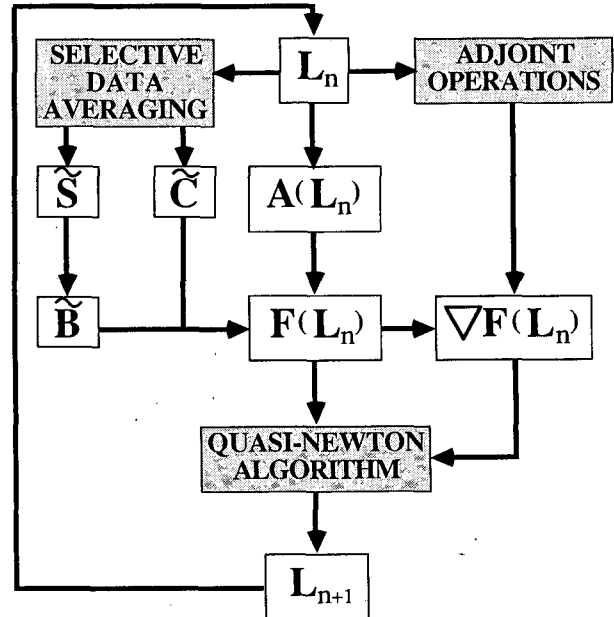 SELECTIVE
DATA
AVERAGING
Lₙ
ADJOINT
OPERATIONS
S̃
C̃
A(Lₙ)
B̃
F(Lₙ)
▽F(Lₙ)
QUASI-NEWTON
ALGORITHM
Lₙ₊₁